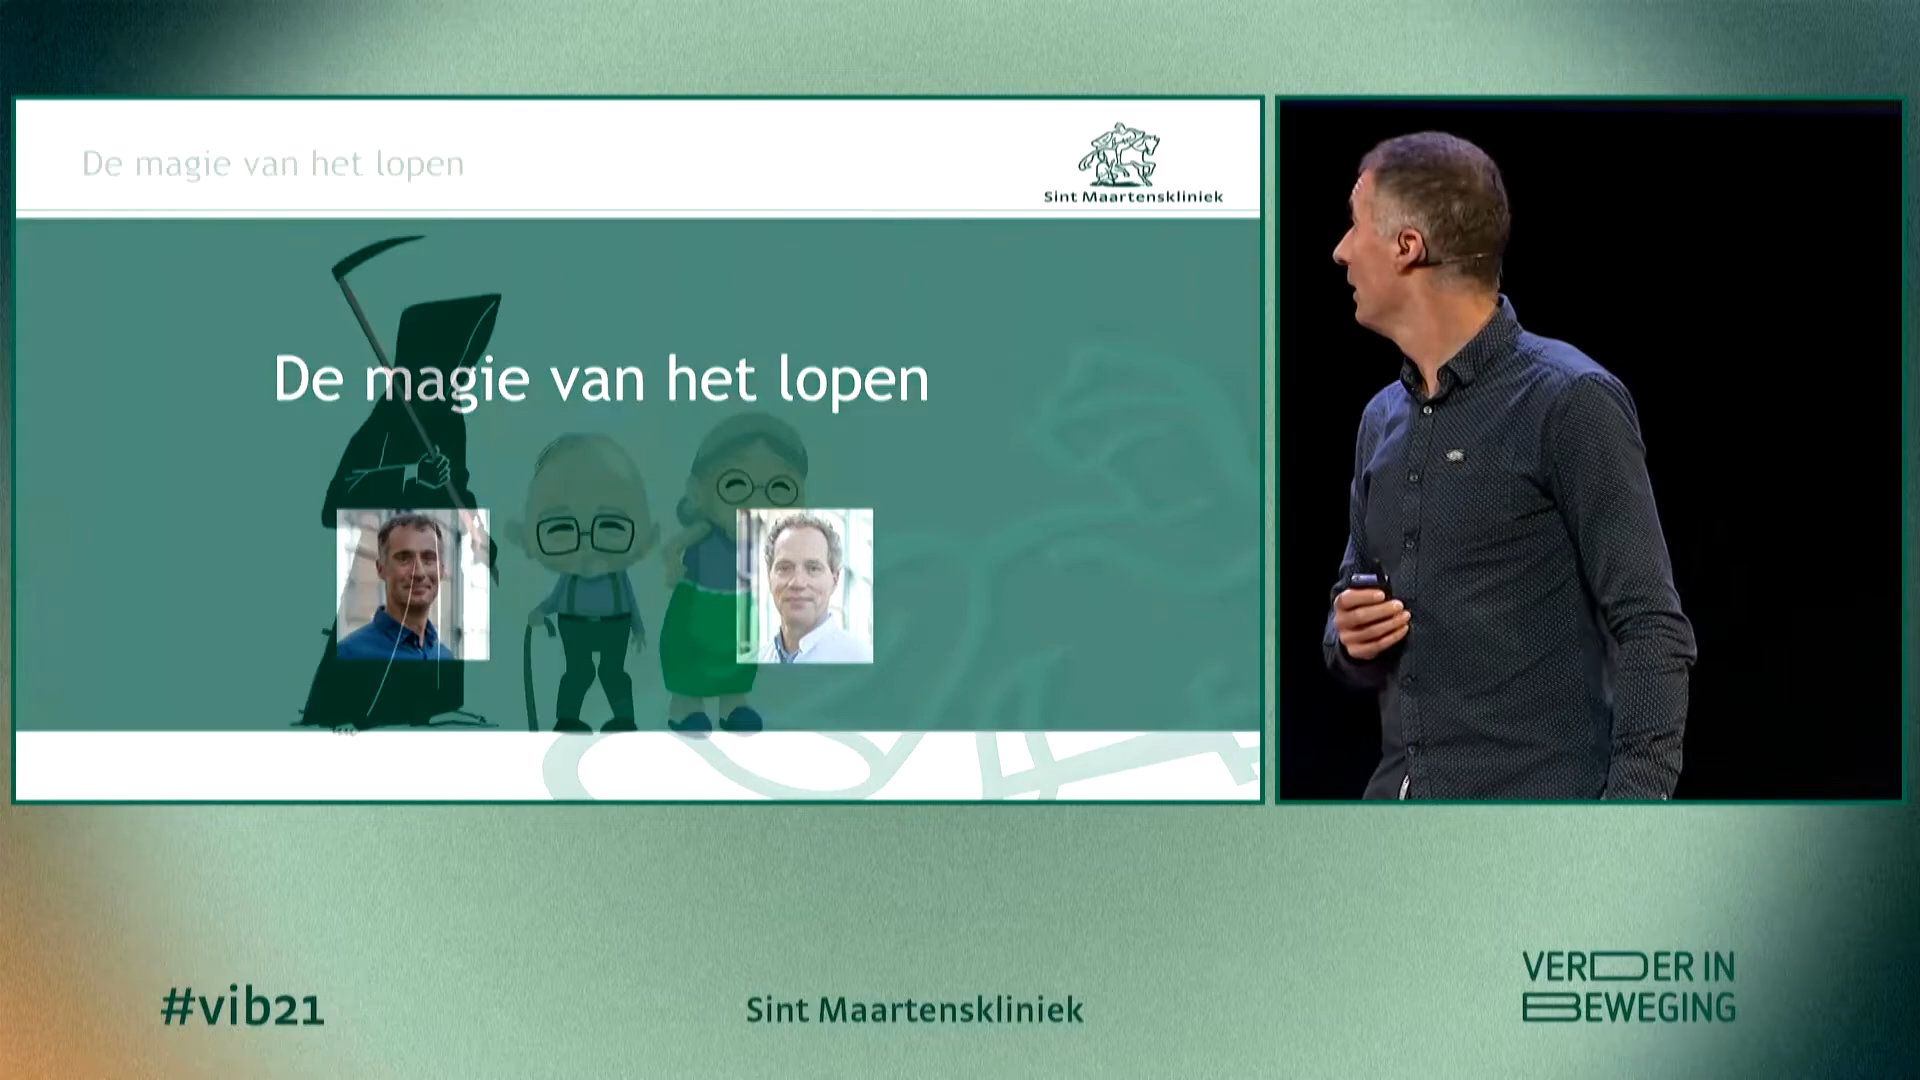 De magie van het lopen
Sint Maartenskliniek
De magie van het lopen
#vib21
Sint Maartenskliniek
VERDER IN
BEWEGING